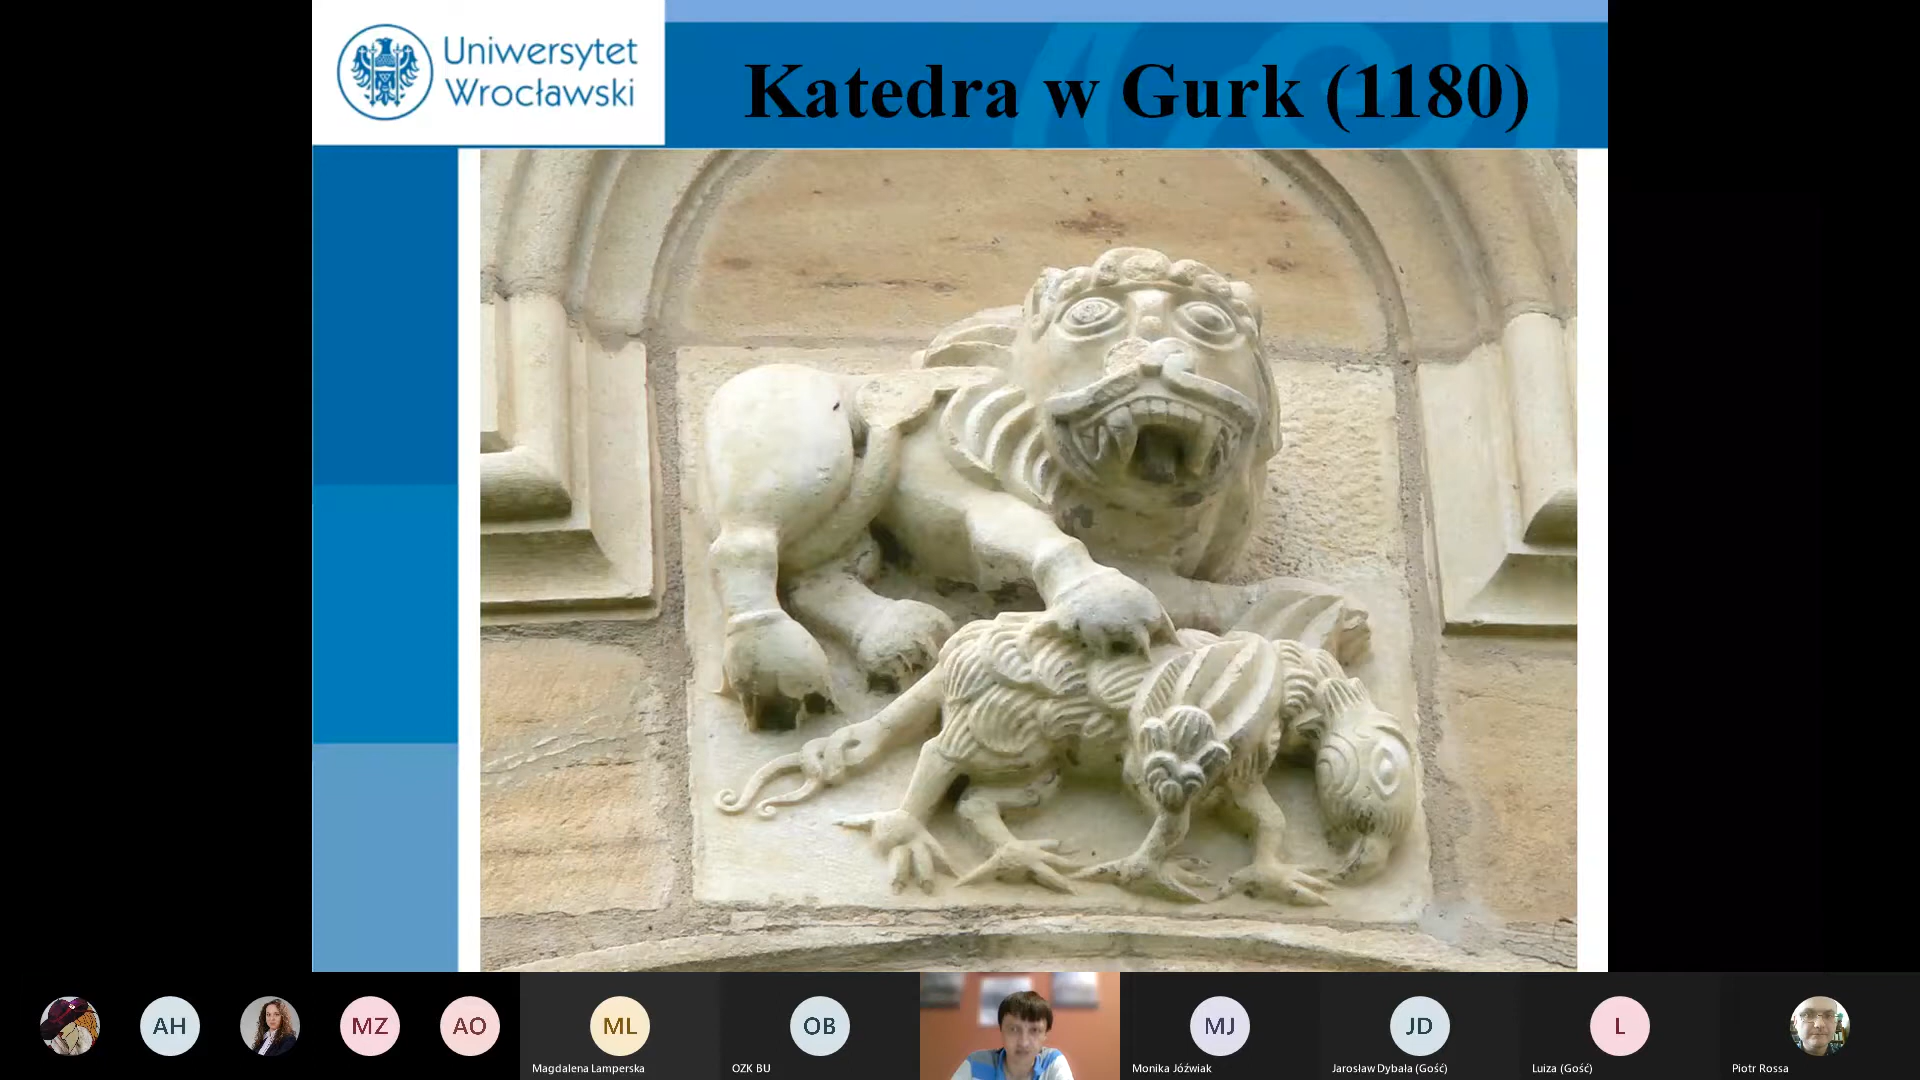 Uniwersytet
Wrocławski
Katedra w Gurk (1180)
AH
MZ
AO
ML
OB
MJ
JD
L
Magdalena Lamperska
OZK BU
Monika Jóźwiak
Jarosław Dybała (Gość)
Luiza (Gość)
Piotr Rossa